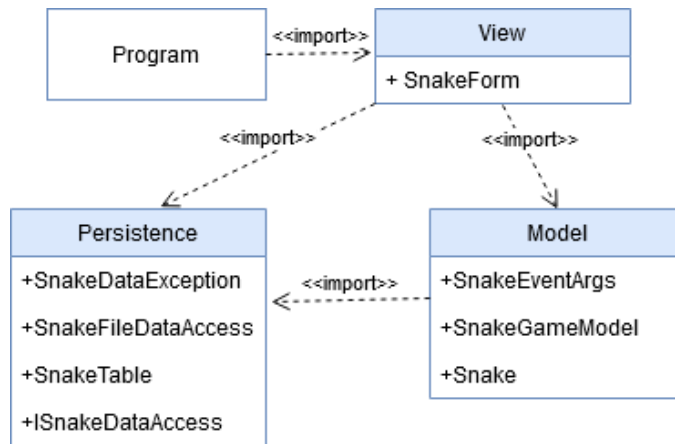 Program
<<import>>
View
+ SnakeForm
<<import>>
<<import>>
Persistence
+SnakeDataException
+SnakeFileDataAccess
+SnakeTable
+ISnakeDataAccess
<<import>>
Model
+SnakeEventArgs
+SnakeGameModel
+Snake